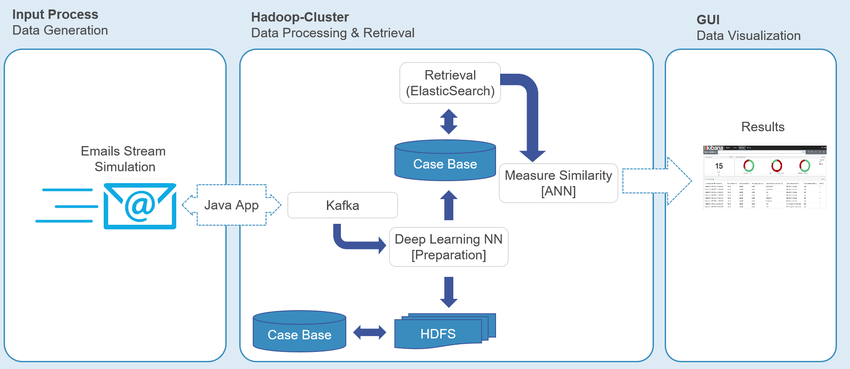 Input Process
Data Generation
Hadoop-Cluster
Data Processing & Retrieval
GUI
Data Visualization
Emails Stream
Simulation
@
Java App
Retrieval
(ElasticSearch)
Case Base
Measure Similarity
[ANN]
Kafka
Deep Learning NN
[Preparation]
Case Base
HDFS
Results
kibana
15